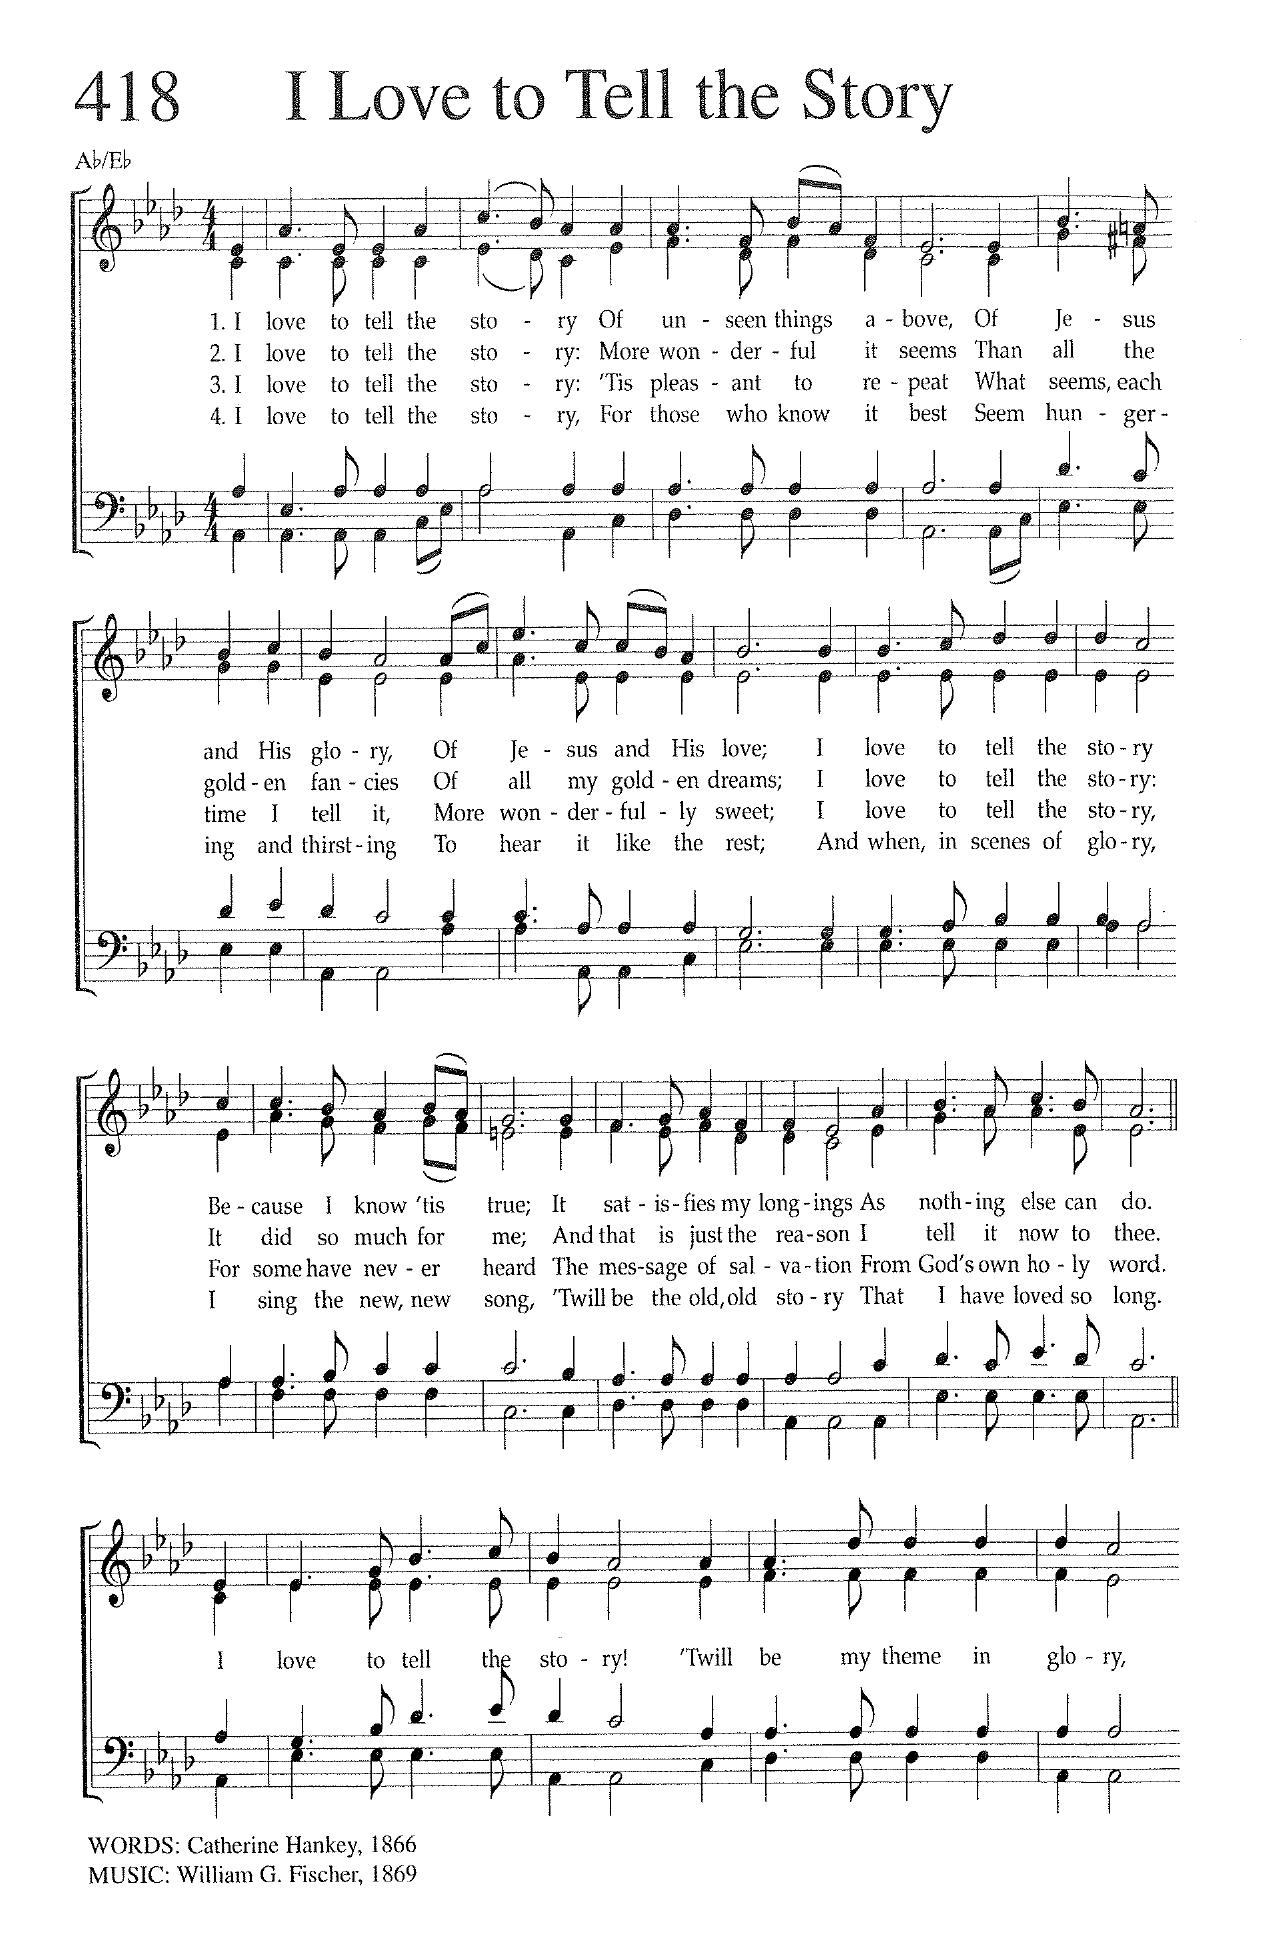 418 I Love to Tell the Story
A♭/E♭
1. I love to tell the sto - ry Of un - seen things a - bove, Of Je - sus
2. I love to tell the sto - ry: More won - der - ful it seems Than all the
3. I love to tell the sto - ry: 'Tis pleas - ant to re - peat What seems, each
4. I love to tell the sto - ry, For those who know it best Seem hun - ger -
and His glo - ry, Of Je - sus and His love; I love to tell the sto - ry
gold - en fan - cies Of all my gold - en dreams; I love to tell the sto - ry:
time I tell it, More won - der - ful - ly sweet; I love to tell the sto - ry,
ing and thirst - ing To hear it like the rest; And when, in scenes of glo - ry,
Be - cause I know 'tis true; It sat - is - fies my long - ings As noth - ing else can do.
It did so much for me; And that is just the rea - son I tell it now to thee.
For some have nev - er heard The mes - sage of sal - va - tion From God's own ho - ly word.
I sing the new, new song, 'Twill be the old, old sto - ry That I have loved so long.
I love to tell the sto - ry! 'Twill be my theme in glo - ry,
WORDS: Catherine Hankey, 1866
MUSIC: William G. Fischer, 1869